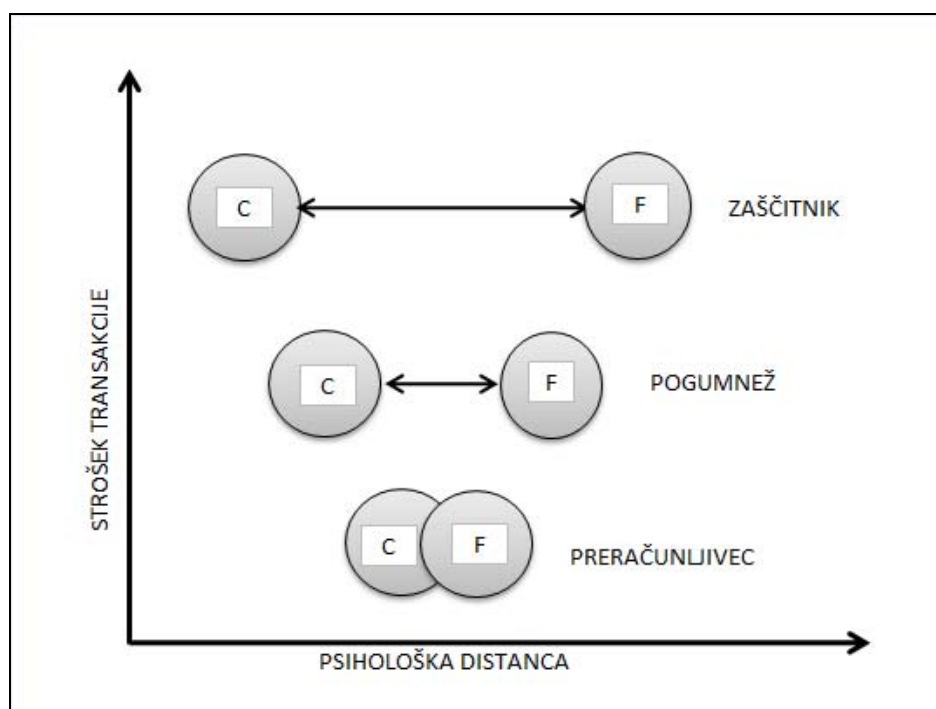 C
F
ZAŠČITNIK
C
F
POGUMNEŽ
C
F
PRERAČUNLJIVEC
STROŠEK TRANSAKCIJE
PSIHOLOŠKA DISTANCA